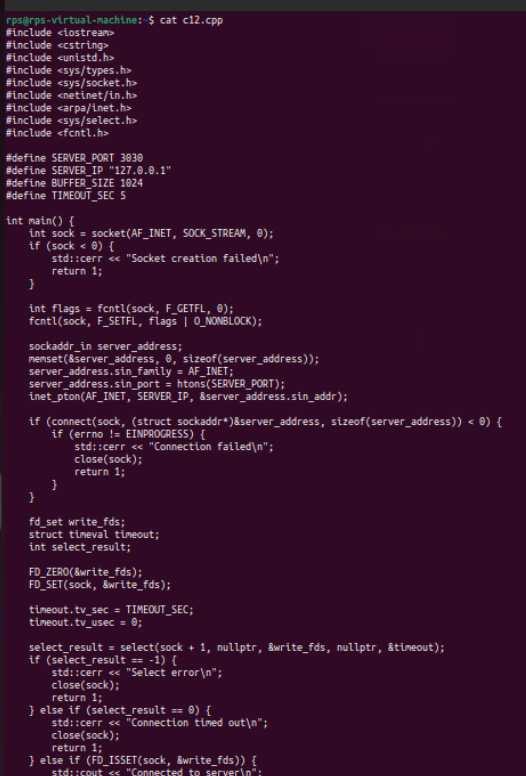 rps@rps-virtual-machine:~$ cat c12.cpp
#include <iostream>
#include <cstring>
#include <unistd.h>
#include <sys/types.h>
#include <sys/socket.h>
#include <netinet/in.h>
#include <arpa/inet.h>
#include <sys/select.h>
#include <fcntl.h>

#define SERVER_PORT 3030
#define SERVER_IP "127.0.0.1"
#define BUFFER_SIZE 1024
#define TIMEOUT_SEC 5

int main() {
    int sock = socket(AF_INET, SOCK_STREAM, 0);
    if (sock < 0) {
        std::cerr << "Socket creation failed\n";
        return 1;
    }

    int flags = fcntl(sock, F_GETFL, 0);
    fcntl(sock, F_SETFL, flags | O_NONBLOCK);

    sockaddr_in server_address;
    memset(&server_address, 0, sizeof(server_address));
    server_address.sin_family = AF_INET;
    server_address.sin_port = htons(SERVER_PORT);
    inet_pton(AF_INET, SERVER_IP, &server_address.sin_addr);

    if (connect(sock, (struct sockaddr*)&server_address, sizeof(server_address)) < 0) {
        if (errno != EINPROGRESS) {
            std::cerr << "Connection failed\n";
            close(sock);
            return 1;
        }
    }

    fd_set write_fds;
    struct timeval timeout;
    int select_result;

    FD_ZERO(&write_fds);
    FD_SET(sock, &write_fds);

    timeout.tv_sec = TIMEOUT_SEC;
    timeout.tv_usec = 0;

    select_result = select(sock + 1, nullptr, &write_fds, nullptr, &timeout);
    if (select_result == -1) {
        std::cerr << "Select error\n";
        close(sock);
        return 1;
    } else if (select_result == 0) {
        std::cerr << "Connection timed out\n";
        close(sock);
        return 1;
    } else if (FD_ISSET(sock, &write_fds)) {
        std::cout << "Connected to server\n";